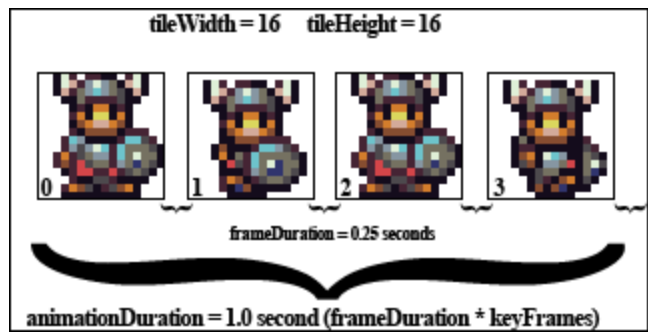 tileWidth = 16 tileHeight = 16
0 1 2 3
frameDuration = 0.25 seconds
animationDuration = 1.0 second (frameDuration * keyFrames)